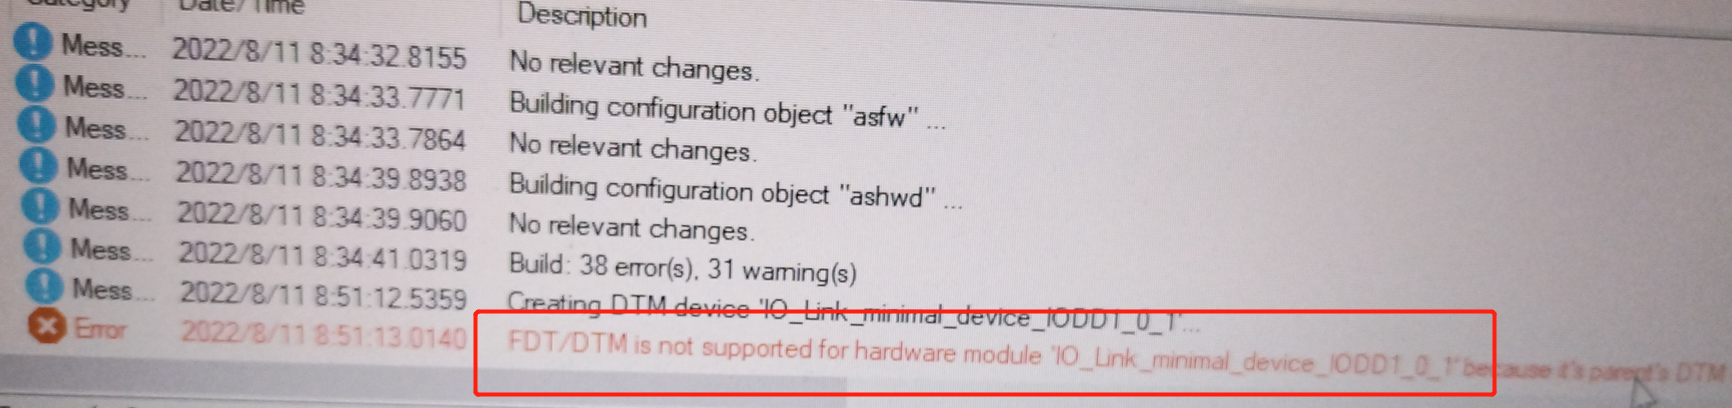 Category Date/Time Description
Mess... 2022/8/11 8:34:32.8155 No relevant changes.
Mess... 2022/8/11 8:34:33.7771 Building configuration object "asfw" ...
Mess... 2022/8/11 8:34:33.7864 No relevant changes.
Mess... 2022/8/11 8:34:39.8938 Building configuration object "ashwd" ...
Mess... 2022/8/11 8:34:39.9060 No relevant changes.
Mess... 2022/8/11 8:34:41.0319 Build: 38 error(s), 31 warning(s)
Mess... 2022/8/11 8:51:12.5359 Creating DTM device 'IO_Link_minimal_device_IODD1_0_1'...
Error 2022/8/11 8:51:13.0140 FDT/DTM is not supported for hardware module 'IO_Link_minimal_device_IODD1_0_1' because it's parent's DTM